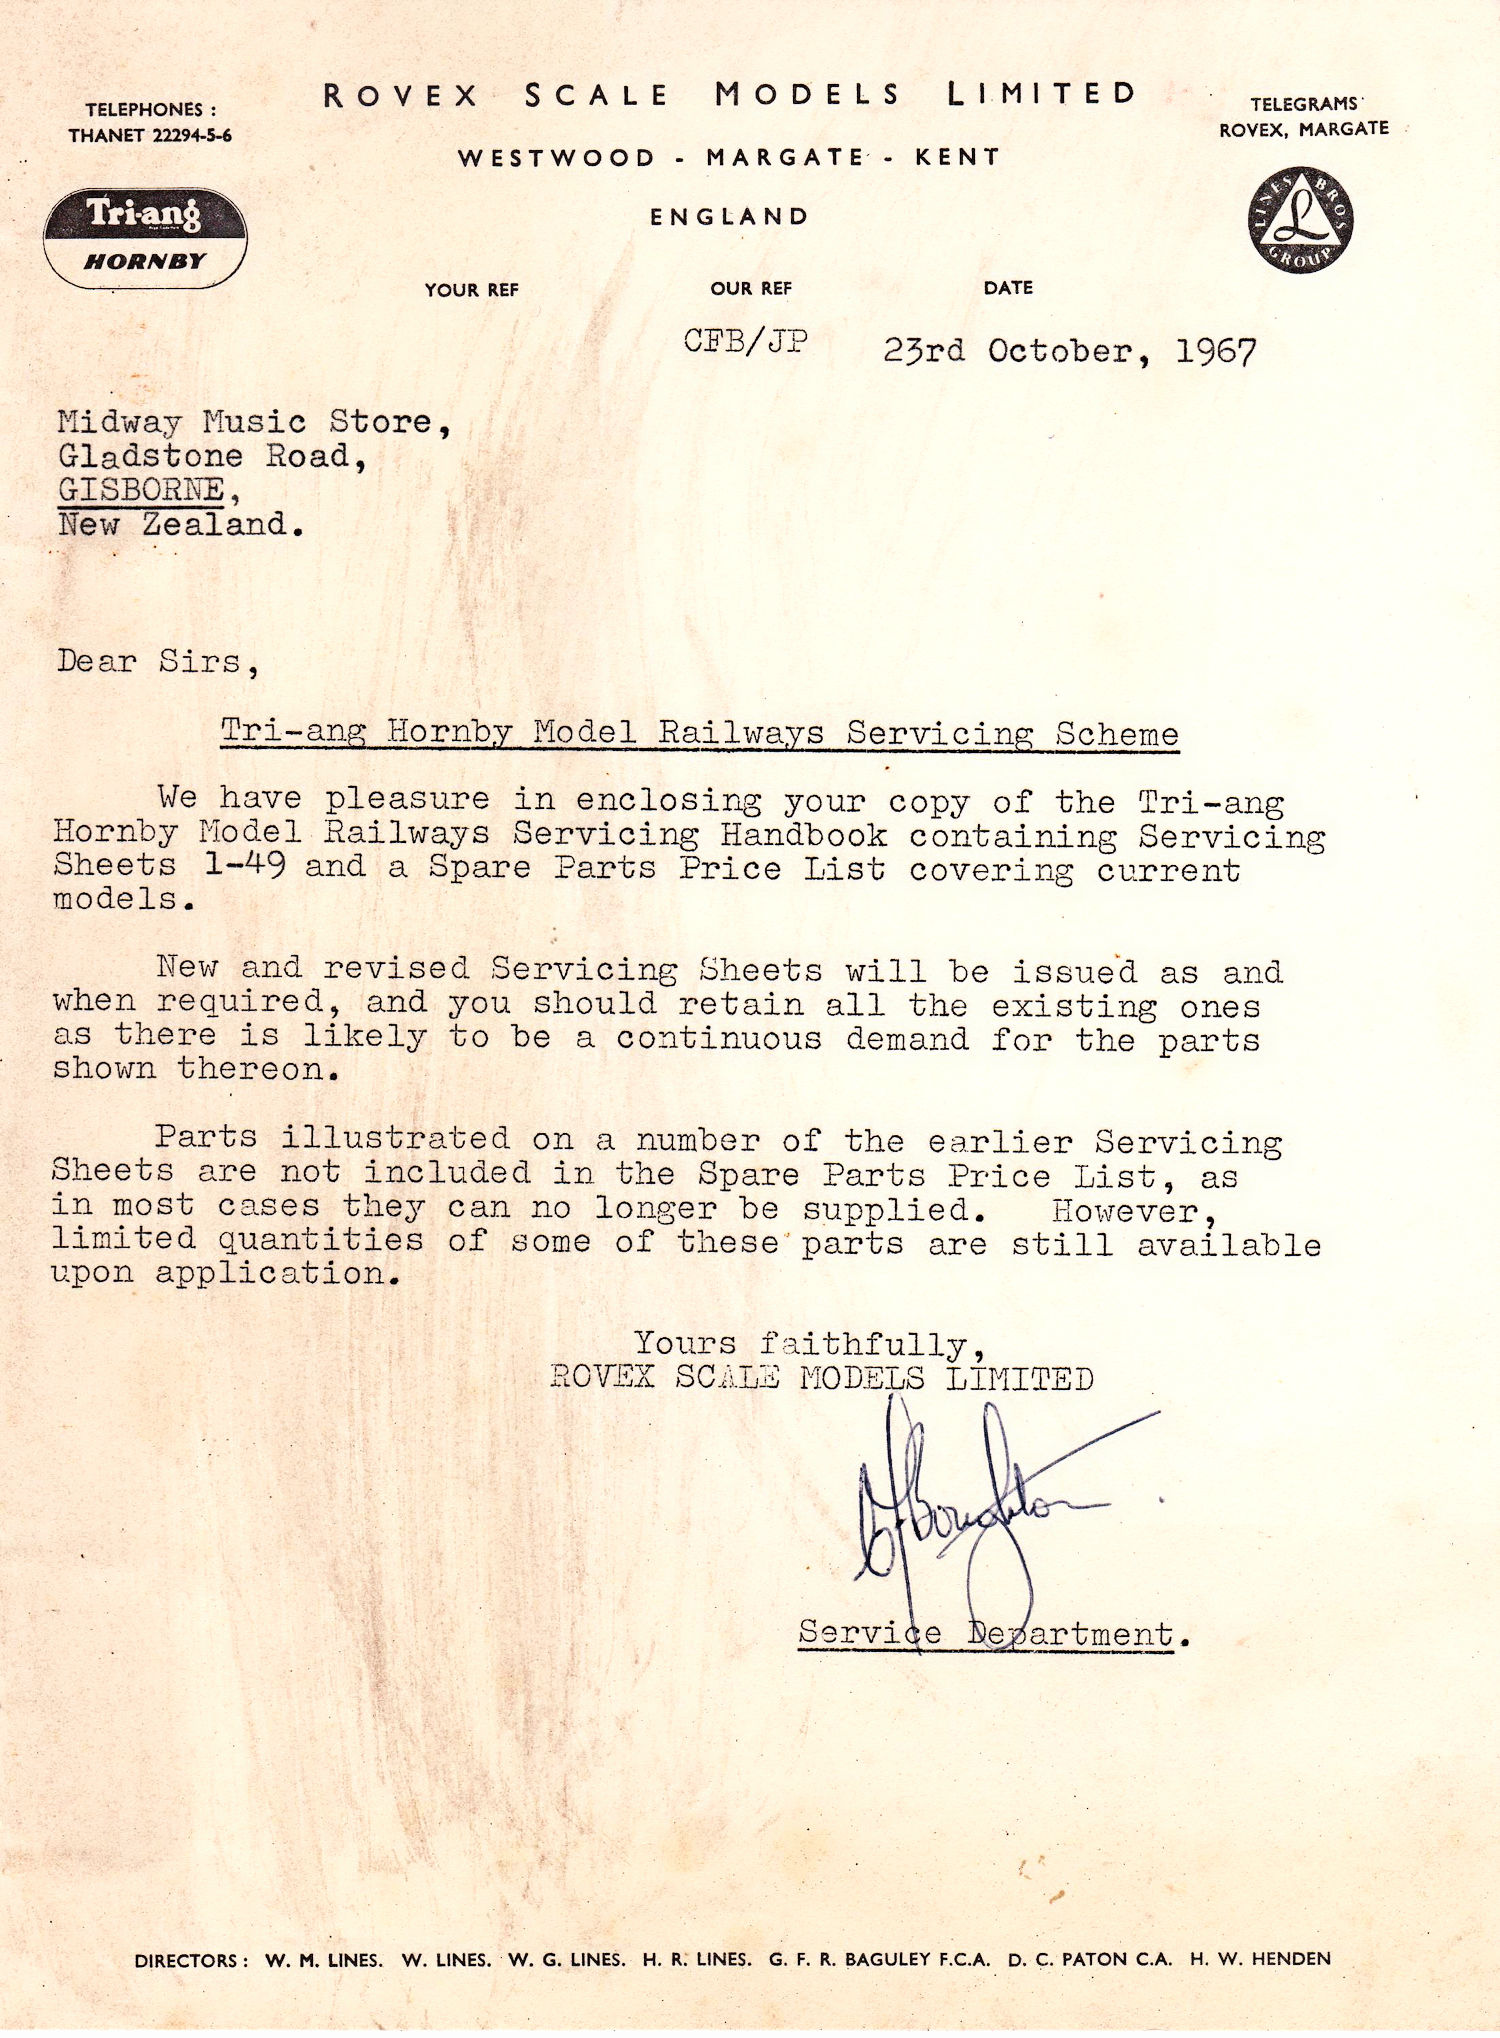 ROVEX SCALE MODELS LIMITED
TELEPHONES :
THANET 22294-5-6
TELEGRAMS
ROVEX, MARGATE
WESTWOOD - MARGATE - KENT
ENGLAND
Tri-ang
HORNBY
LINES BROS
GROUP
L
YOUR REF
OUR REF
DATE
CFB/JP
23rd October, 1967
Midway Music Store,
Gladstone Road,
GISBORNE,
New Zealand.
Dear Sirs,
Tri-ang Hornby Model Railways Servicing Scheme
We have pleasure in enclosing your copy of the Tri-ang
Hornby Model Railways Servicing Handbook containing Servicing
Sheets 1-49 and a Spare Parts Price List covering current
models.
New and revised Servicing Sheets will be issued as and
when required, and you should retain all the existing ones
as there is likely to be a continuous demand for the parts
shown thereon.
Parts illustrated on a number of the earlier Servicing
Sheets are not included in the Spare Parts Price List, as
in most cases they can no longer be supplied. However,
limited quantities of some of these parts are still available
upon application.
Yours faithfully,
ROVEX SCALE MODELS LIMITED
Boughton
Service Department.
DIRECTORS : W. M. LINES. W. LINES. W. G. LINES. H. R. LINES. G. F. R. BAGULEY F.C.A. D. C. PATON C.A. H. W. HENDEN